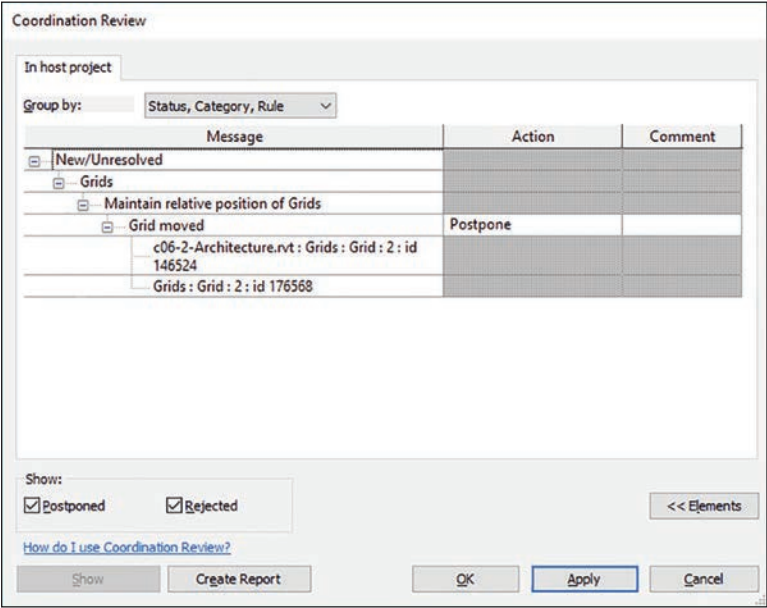 Coordination Review
In host project
Group by: Status, Category, Rule
Message Action Comment
New/Unresolved
Grids
Maintain relative position of Grids
Grid moved Postpone
c06-2-Architecture.rvt : Grids : Grid : 2 : id
146524
Grids : Grid : 2 : id 176568
Show:
Postponed Rejected
<< Elements
How do I use Coordination Review?
Show Create Report OK Apply Cancel